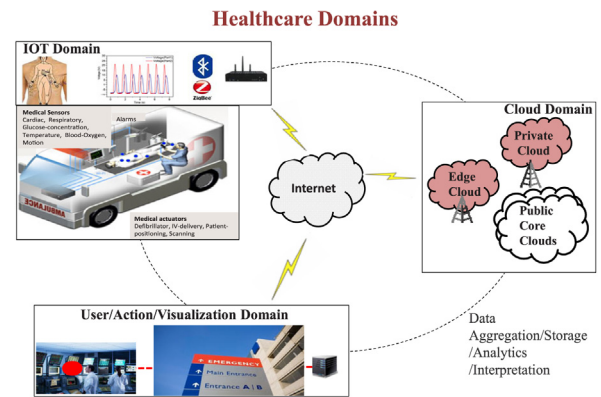 Healthcare Domains
IOT Domain
ZigBee
Medical Sensors
Cardiac, Respiratory,
Glucose-concentration,
Temperature, Blood-Oxygen,
Motion
Alarms
AMBULANCE
Medical actuators
Defibrillator, IV-delivery, Patient-
positioning, Scanning
Internet
Cloud Domain
Private
Cloud
Edge
Cloud
Public
Core
Clouds
User/Action/Visualization Domain
EMERGENCY
Main Entrance
Entrance A | B
Data
Aggregation/Storage
/Analytics
/Interpretation